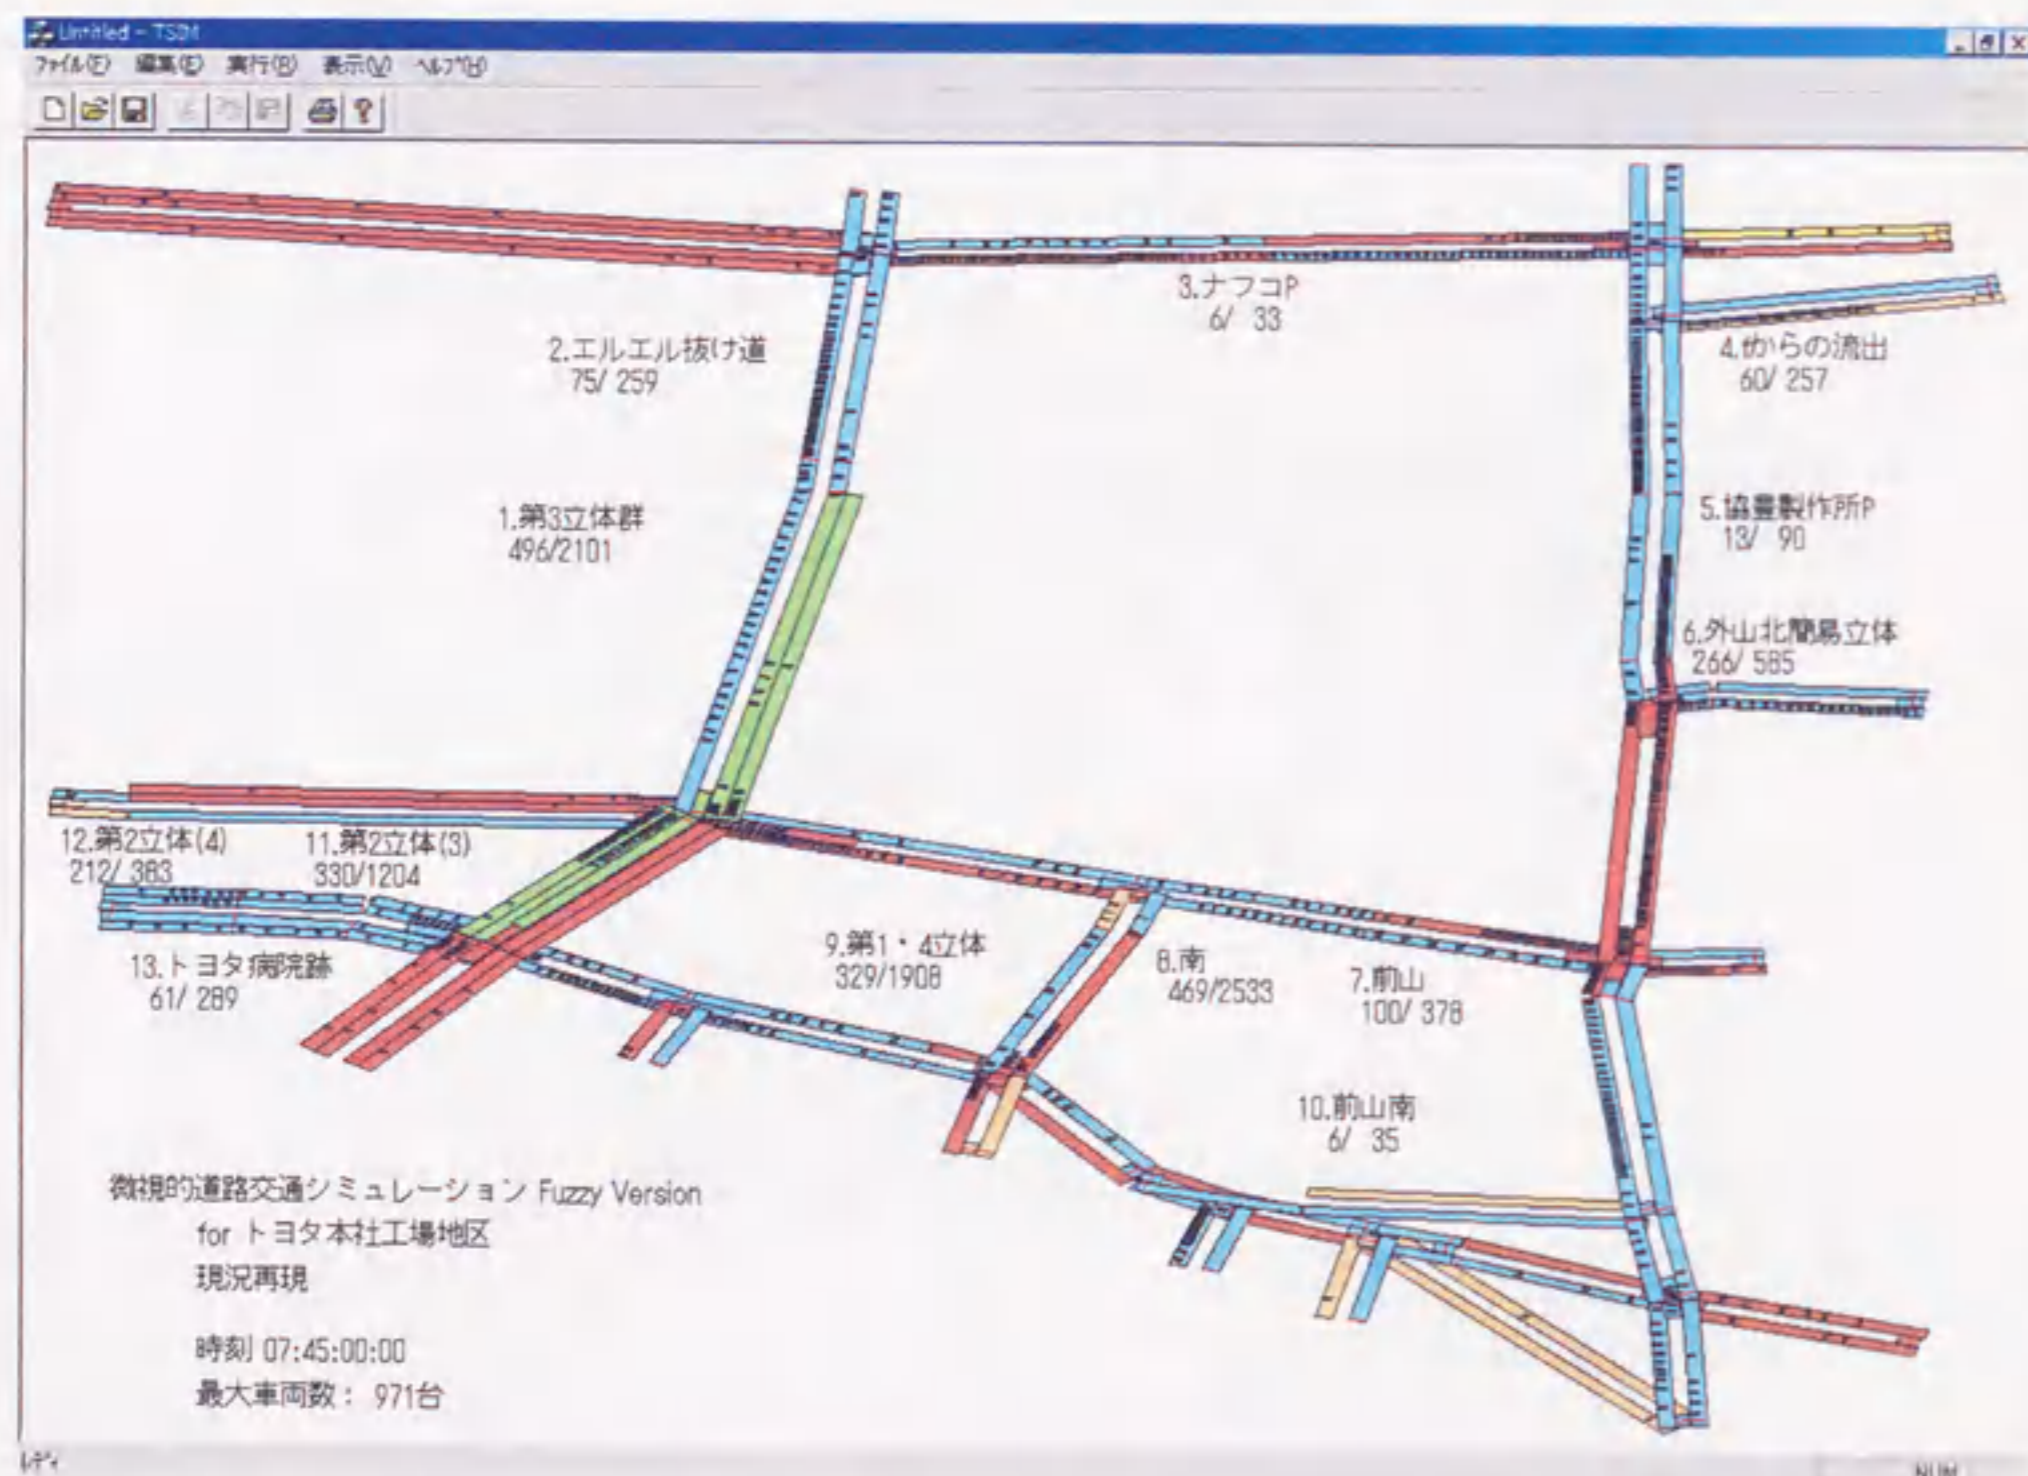 Untitled - TSIM
ファイル(F) 編集(E) 実行(R) 表示(V) ヘルプ(H)
3.ナフコP
6/ 33
2.エルエル抜け道
75/ 259
4.からの流出
60/ 257
1.第3立体群
496/2101
5.協豊製作所P
13/ 90
6.外山北簡易立体
266/ 585
12.第2立体(4)
212/ 383
11.第2立体(3)
330/1204
9.第1・4立体
329/1908
8.南
469/2533
7.前山
100/ 378
13.トヨタ病院跡
61/ 289
10.前山南
6/ 35
微視的道路交通シミュレーション Fuzzy Version
for トヨタ本社工場地区
現況再現
時刻 07:45:00:00
最大車両数： 971台
レディ
NUM